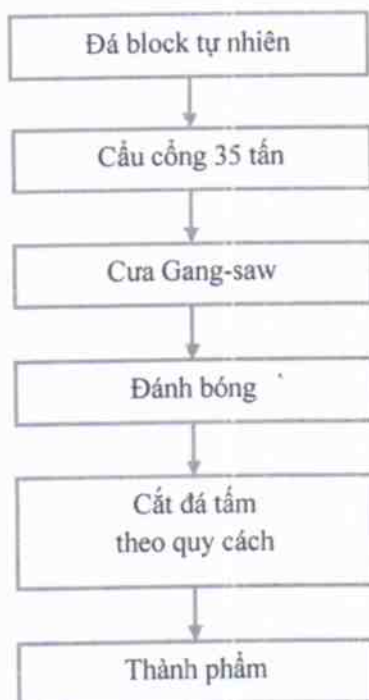 Đá block tự nhiên
Cẩu cổng 35 tấn
Cưa Gang-saw
Đánh bóng
Cắt đá tấm
theo quy cách
Thành phẩm